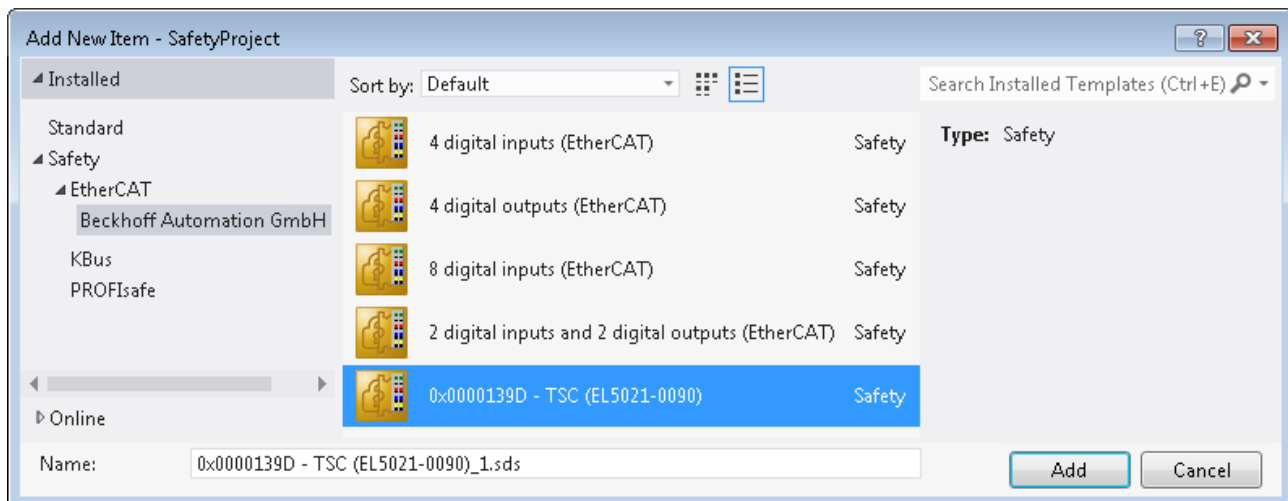 Add New Item - SafetyProject
Installed
Sort by: Default
Search Installed Templates (Ctrl+E)
Standard
Safety
EtherCAT
Beckhoff Automation GmbH
KBus
PROFIsafe
Online
4 digital inputs (EtherCAT) Safety
4 digital outputs (EtherCAT) Safety
8 digital inputs (EtherCAT) Safety
2 digital inputs and 2 digital outputs (EtherCAT) Safety
0x0000139D - TSC (EL5021-0090) Safety
Type: Safety
Name: 0x0000139D - TSC (EL5021-0090)_1.sds
Add Cancel